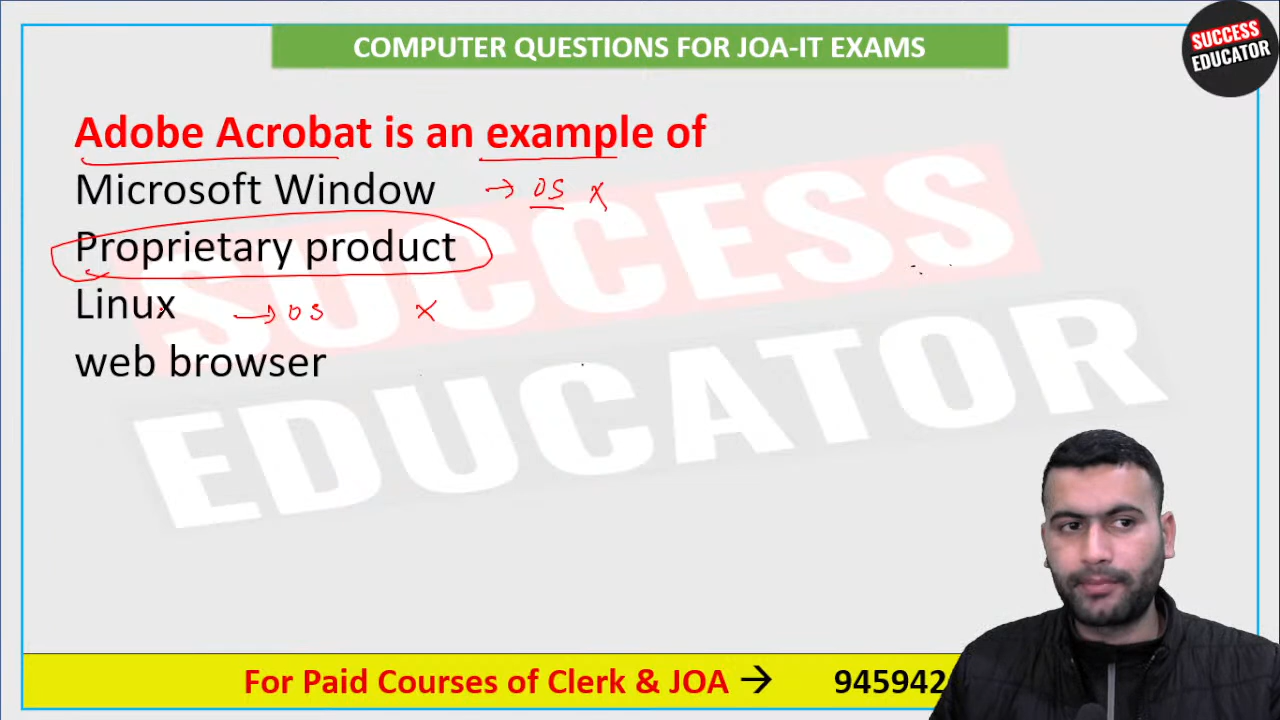 COMPUTER QUESTIONS FOR JOA-IT EXAMS
SUCCESS
EDUCATOR
Adobe Acrobat is an example of
Microsoft Window → OS X
Proprietary product
Linux → OS X
web browser
SUCCESS
EDUCATOR
For Paid Courses of Clerk & JOA → 945942